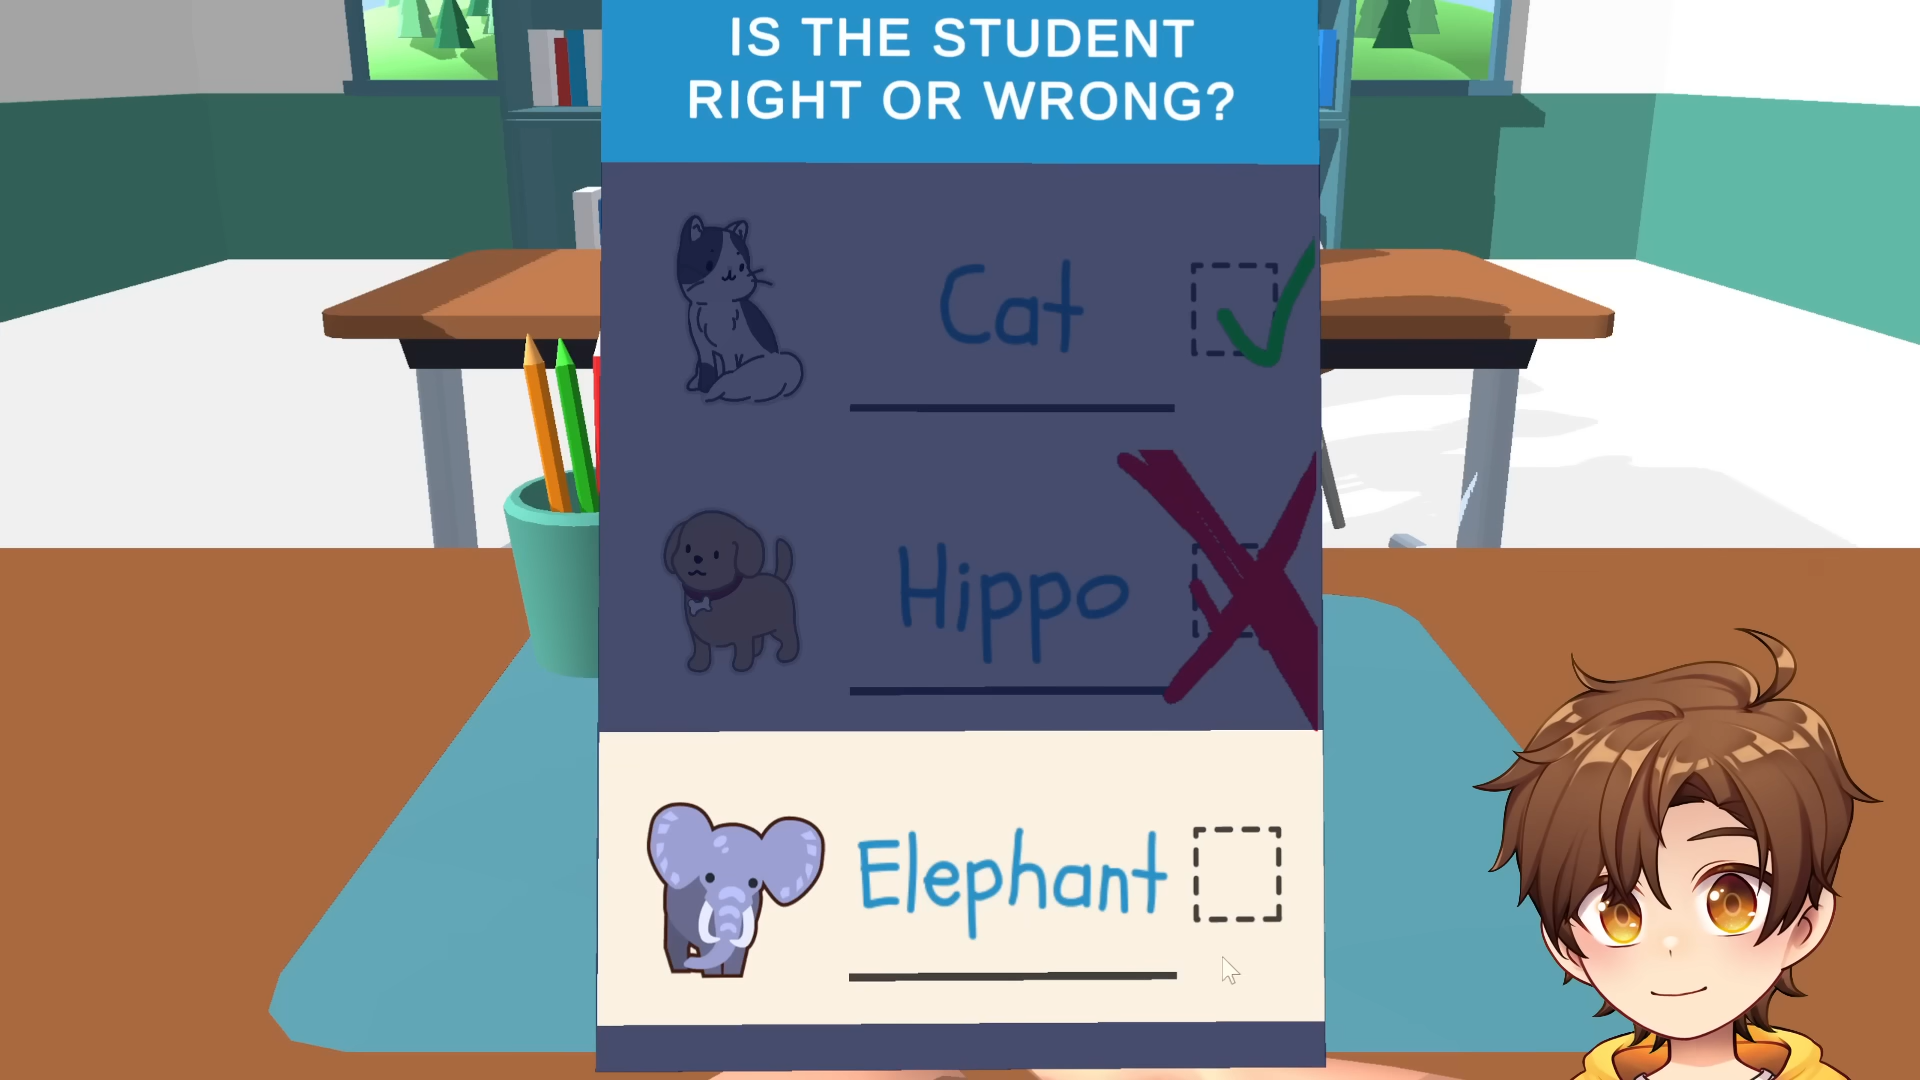 IS THE STUDENT
RIGHT OR WRONG?
Cat
Hippo
Elephant